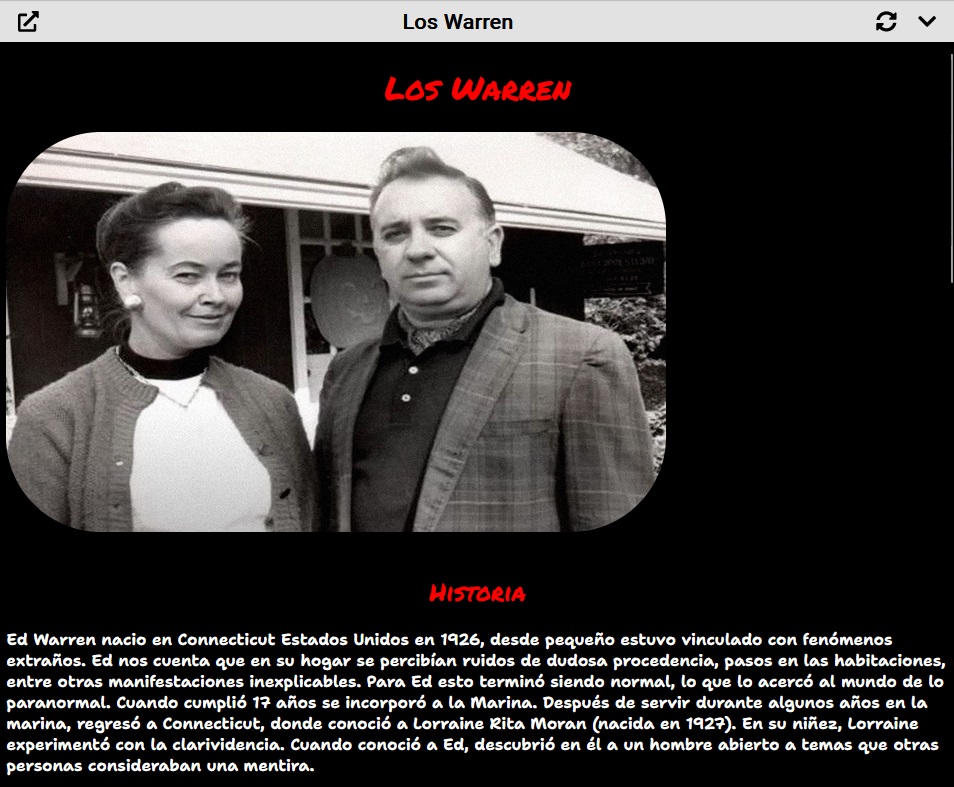 Los Warren
Los Warren
Historia
Ed Warren nacio en Connecticut Estados Unidos en 1926, desde pequeño estuvo vinculado con fenómenos
extraños. Ed nos cuenta que en su hogar se percibían ruidos de dudosa procedencia, pasos en las habitaciones,
entre otras manifestaciones inexplicables. Para Ed esto terminó siendo normal, lo que lo acercó al mundo de lo
paranormal. Cuando cumplió 17 años se incorporó a la Marina. Después de servir durante algunos años en la
marina, regresó a Connecticut, donde conoció a Lorraine Rita Moran (nacida en 1927). En su niñez, Lorraine
experimentó con la clarividencia. Cuando conoció a Ed, descubrió en él a un hombre abierto a temas que otras
personas consideraban una mentira.